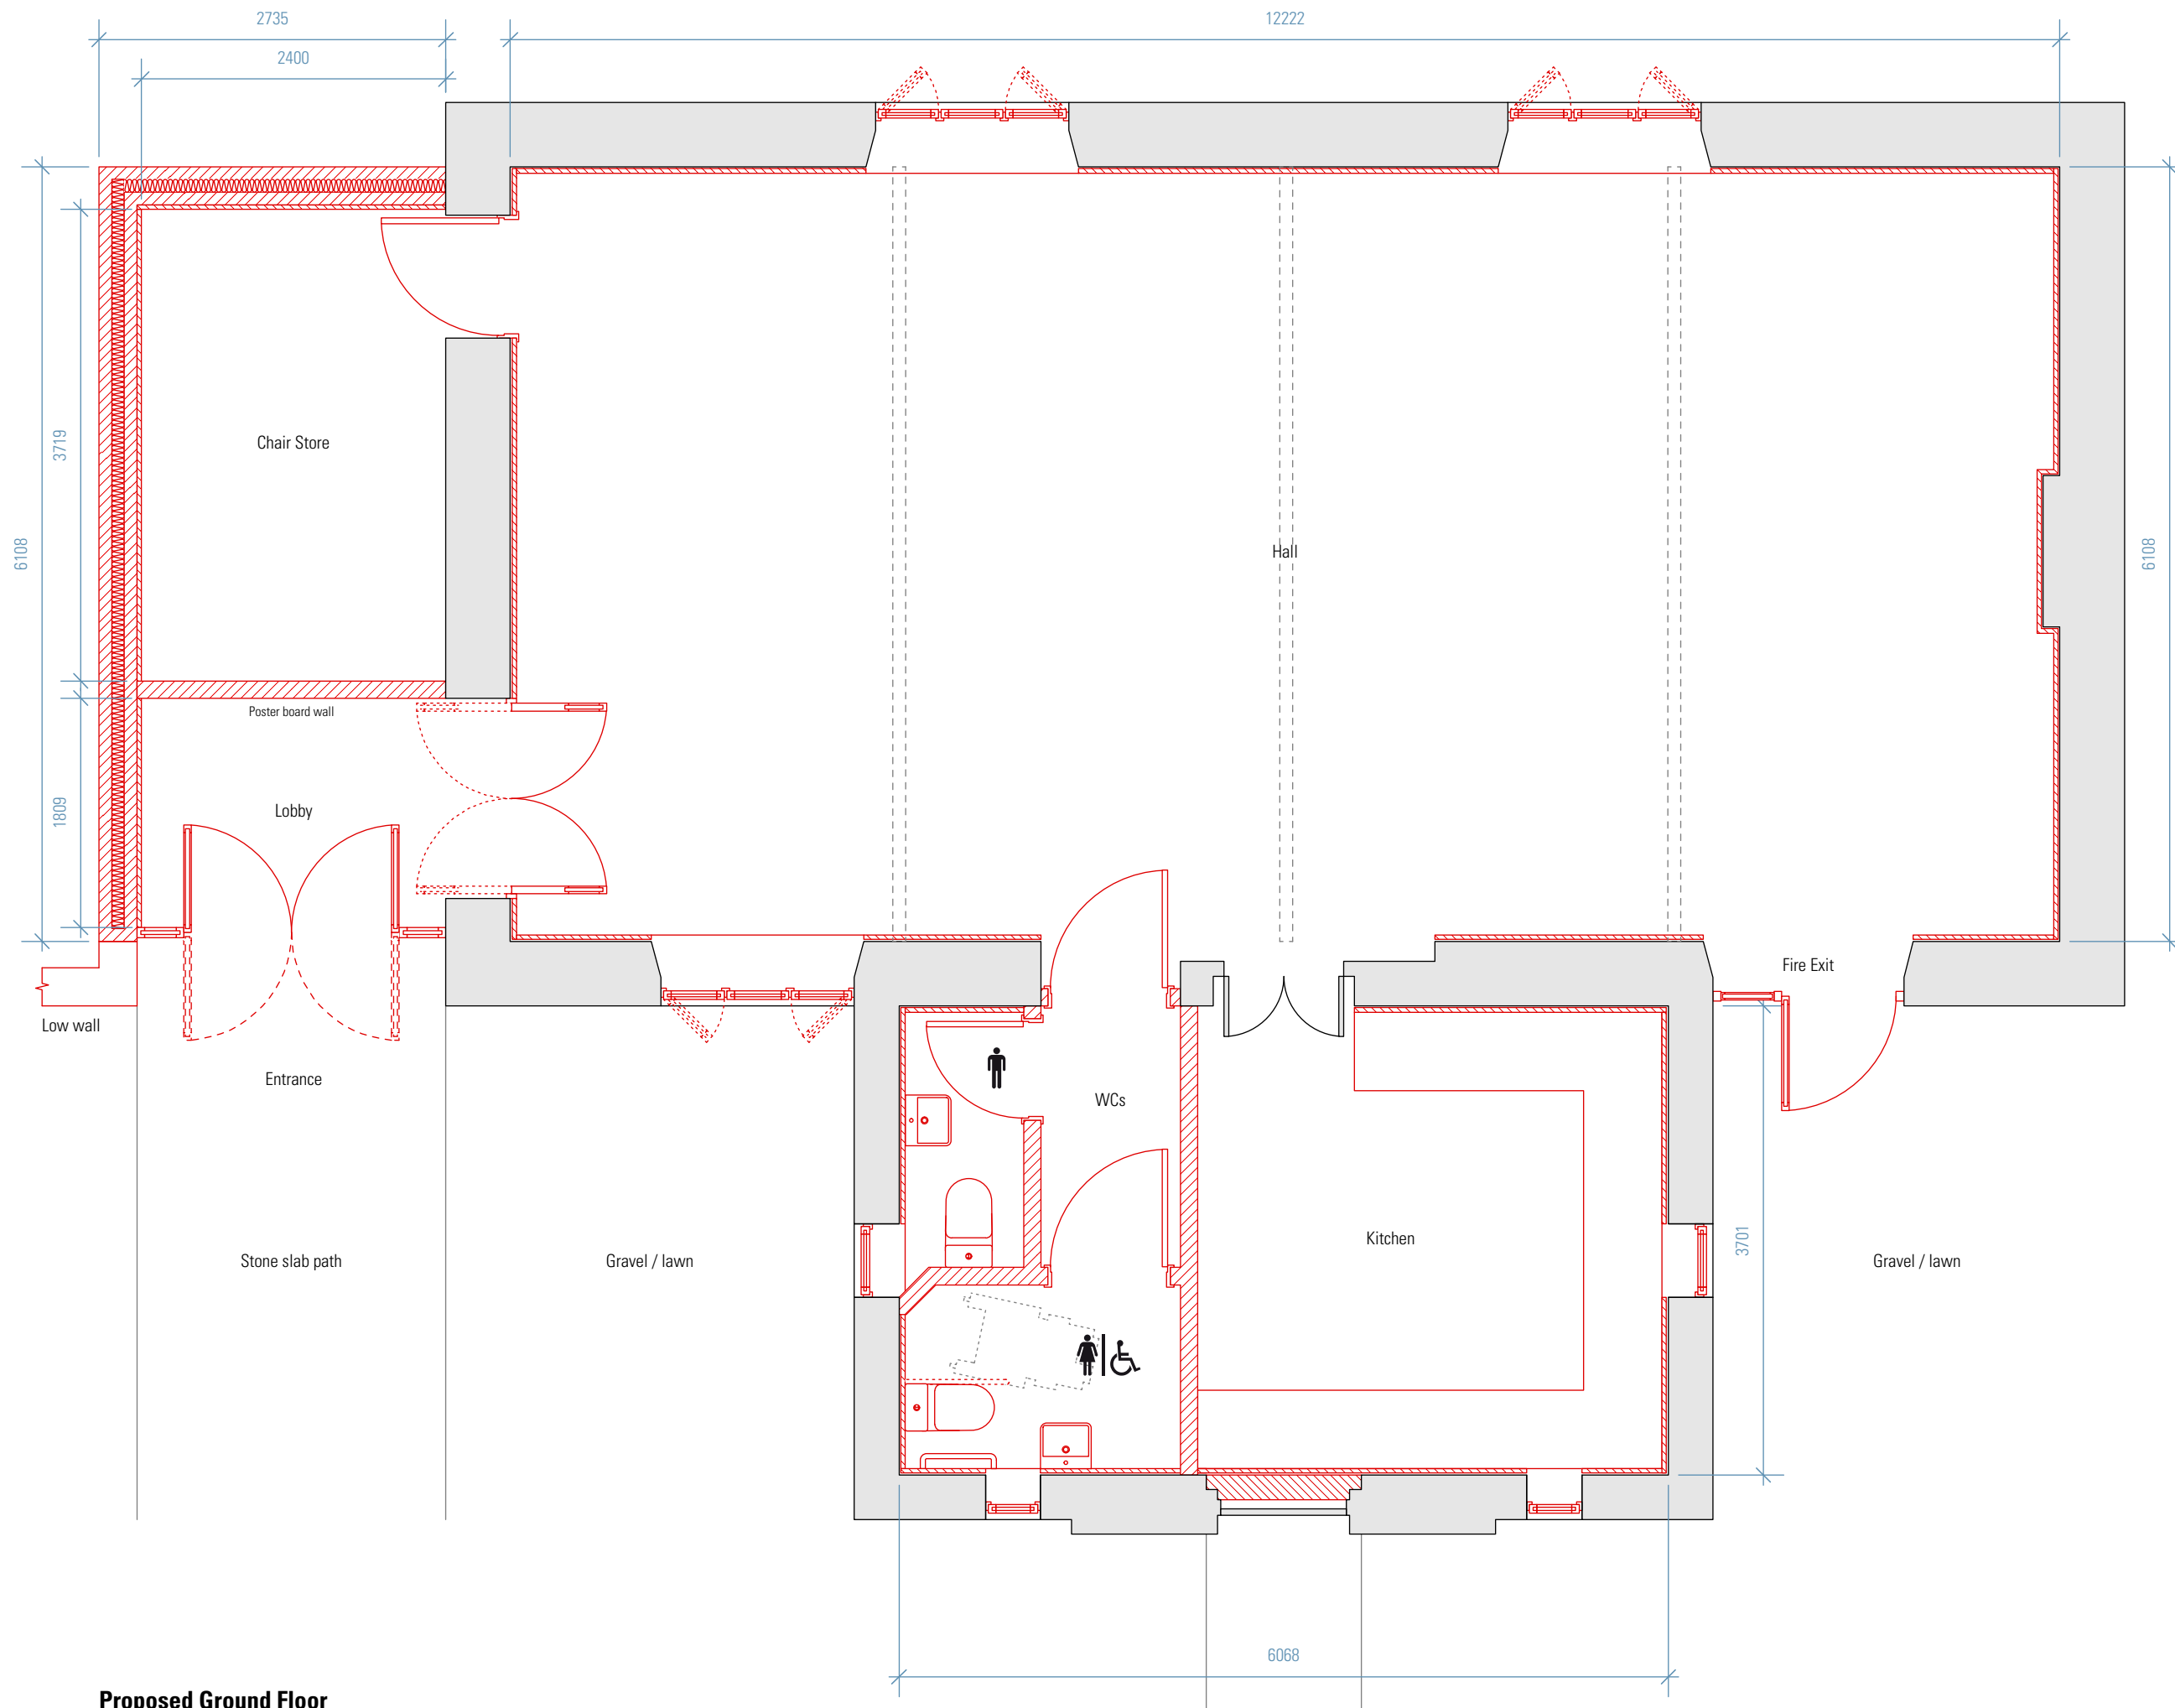 2735
12222
2400
Chair Store
3719
6108
Hall
6108
Poster board wall
Lobby
1809
Fire Exit
Low wall
Entrance
WCs
Kitchen
3701
Stone slab path
Gravel / lawn
Gravel / lawn
6068
Proposed Ground Floor